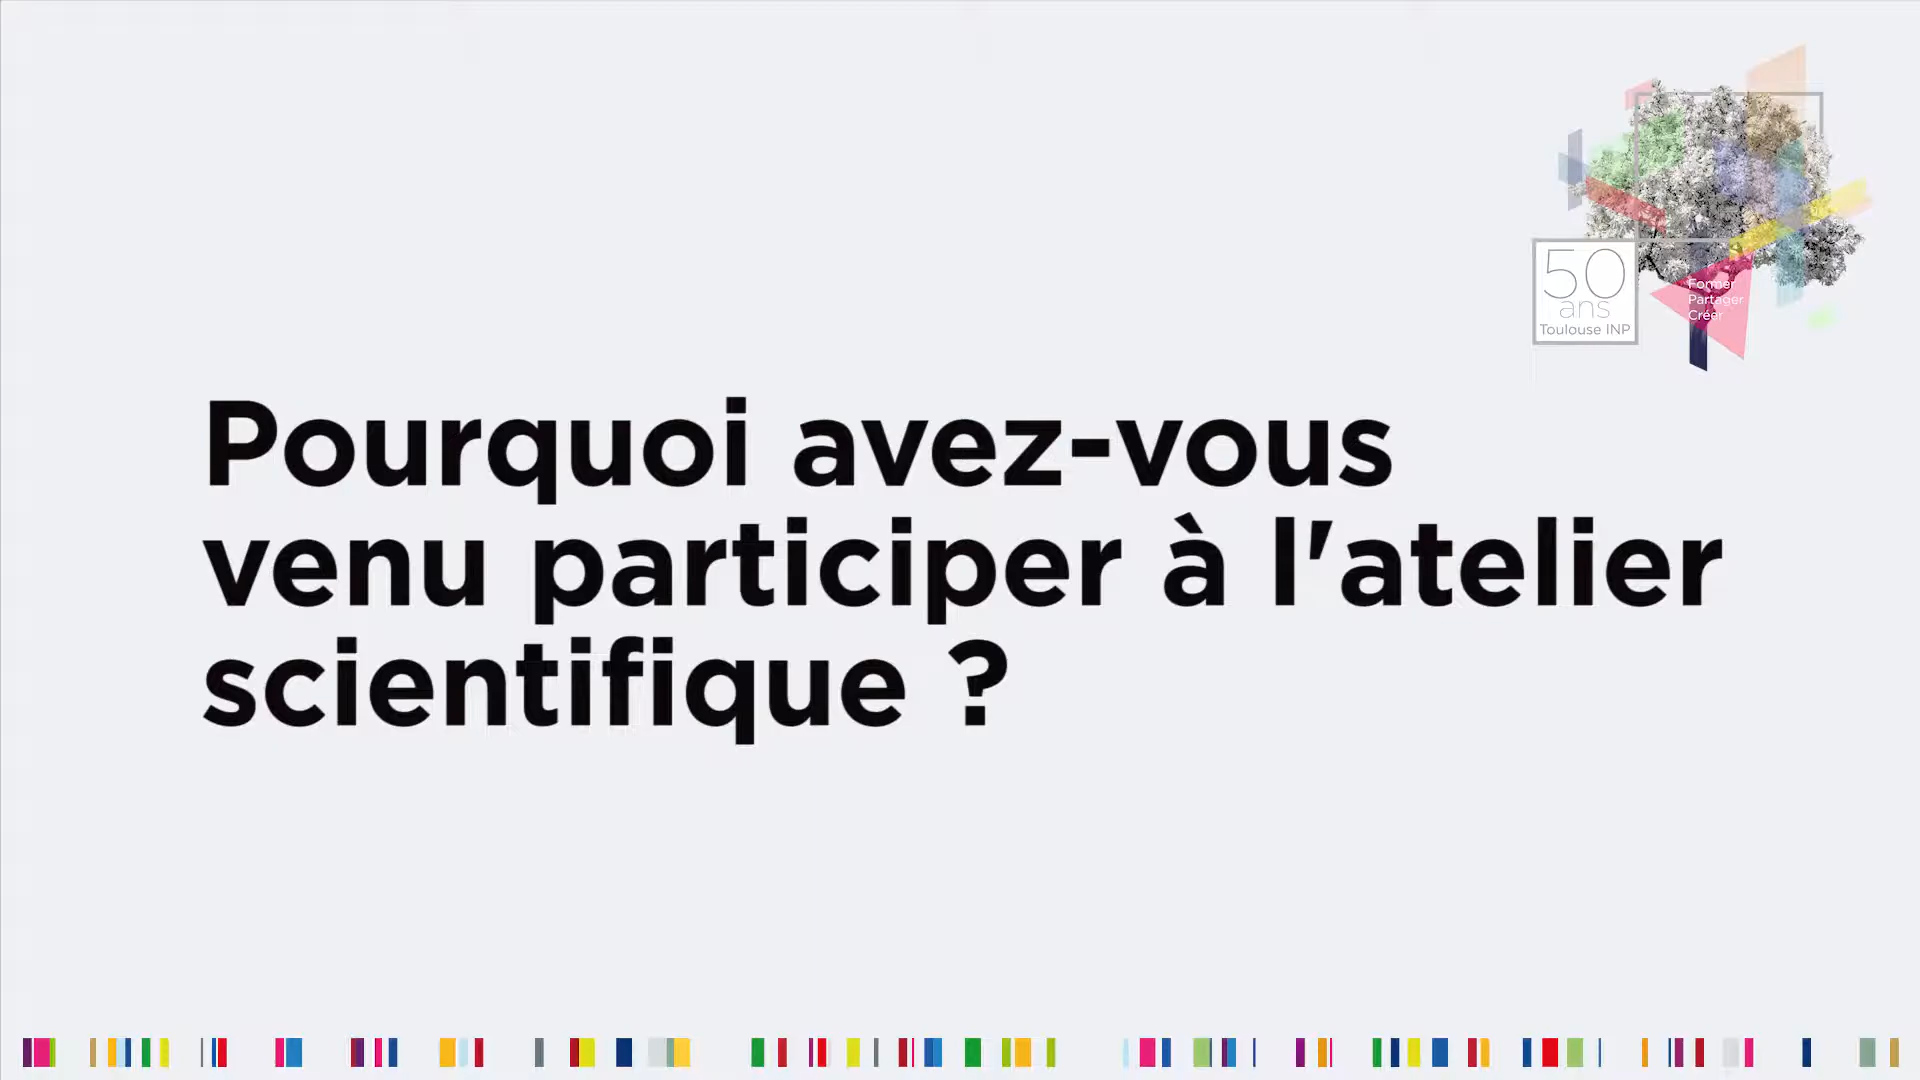 50
ans
Toulouse INP
Former
Partager
Créer
Pourquoi avez-vous
venu participer à l'atelier
scientifique ?